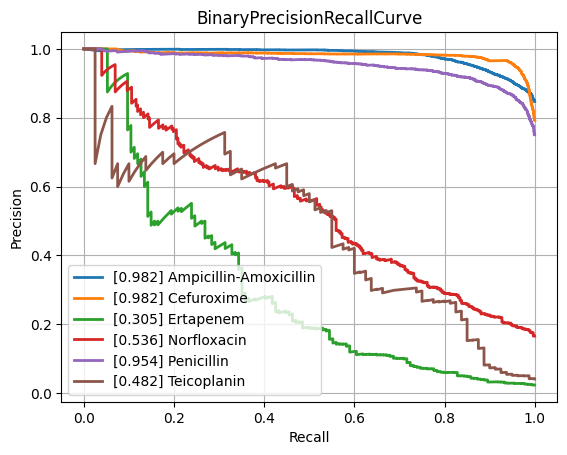 BinaryPrecisionRecallCurve
Precision
1.0
0.8
0.6
0.4
0.2
0.0
[0.982] Ampicillin-Amoxicillin
[0.982] Cefuroxime
[0.305] Ertapenem
[0.536] Norfloxacin
[0.954] Penicillin
[0.482] Teicoplanin
0.0 0.2 0.4 0.6 0.8 1.0
Recall